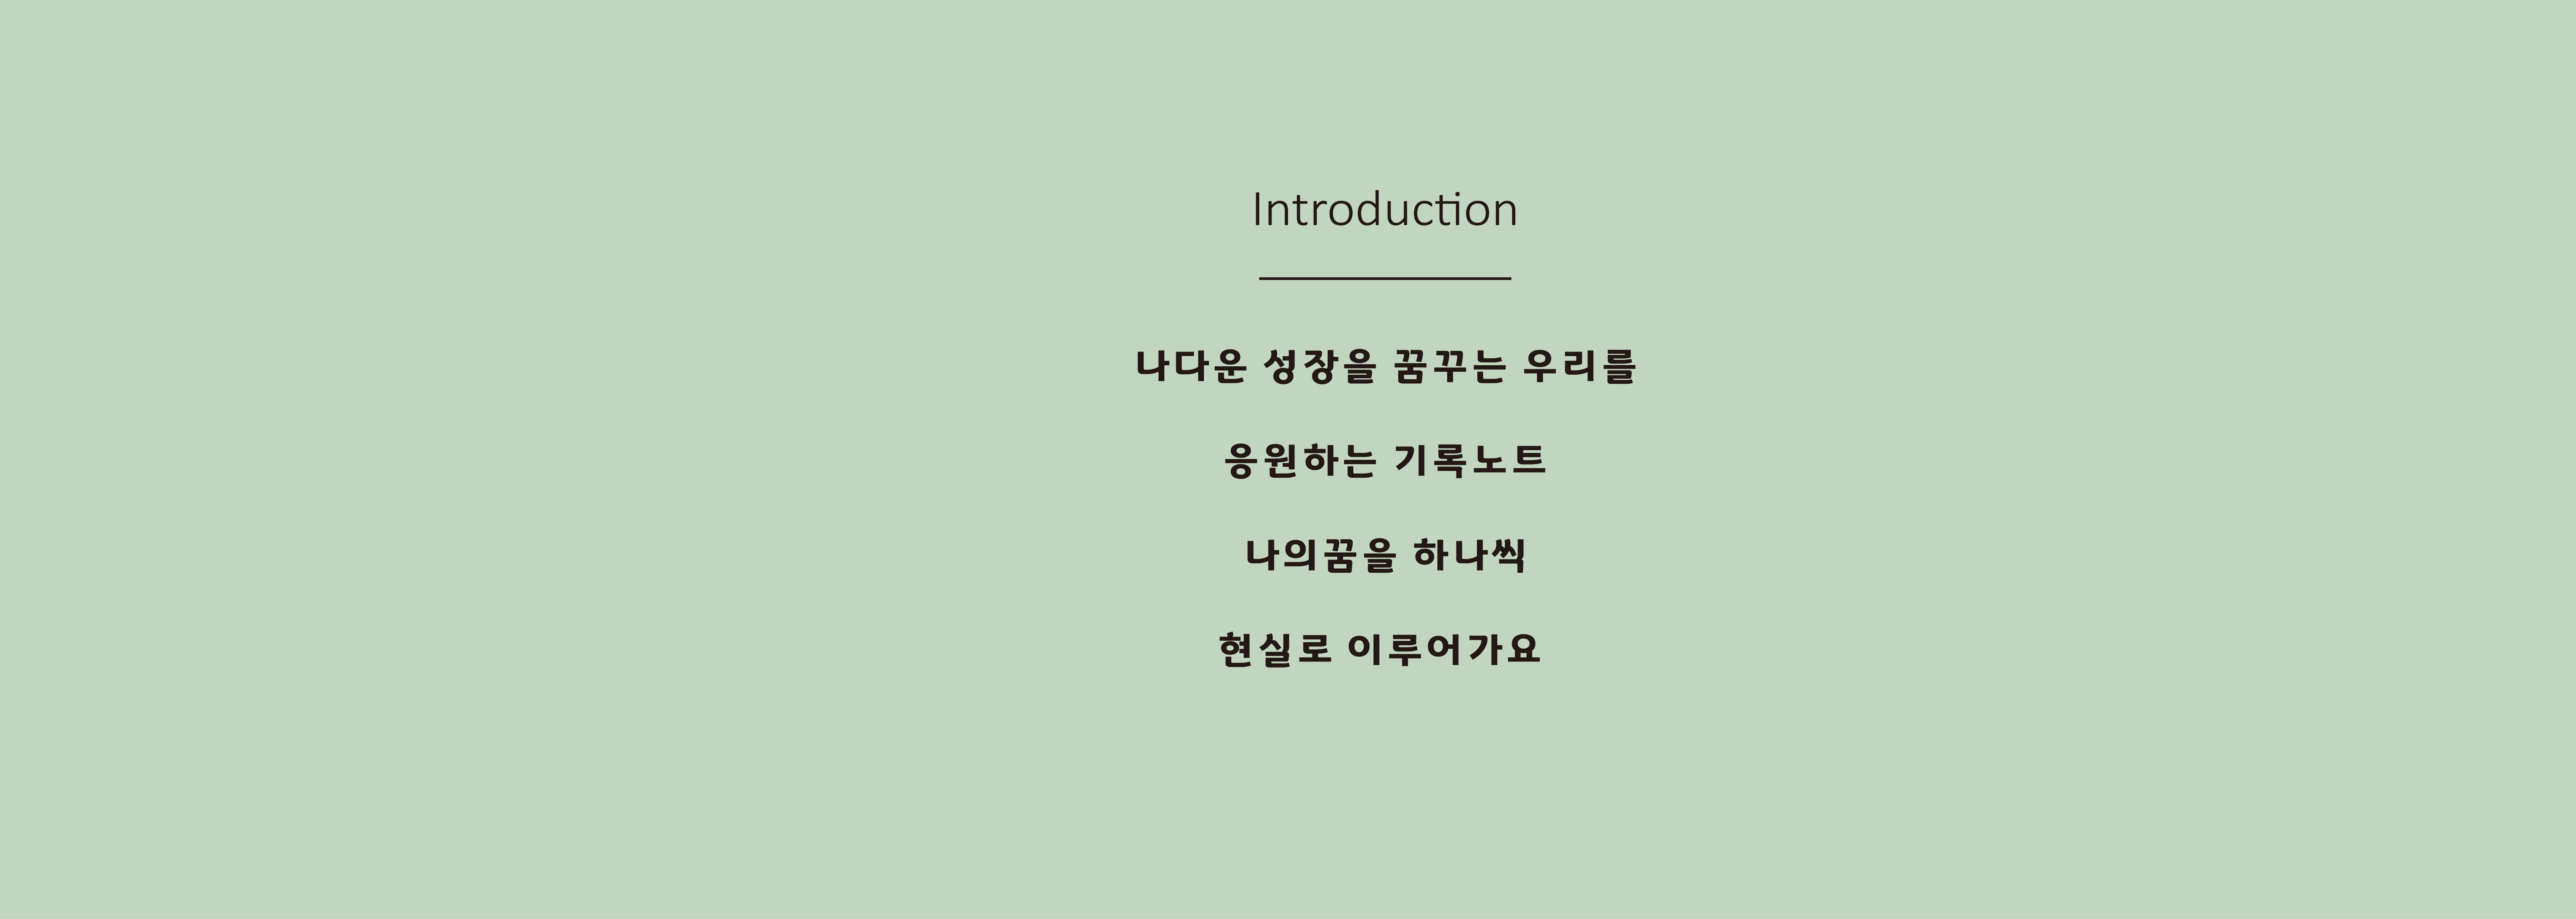 Introduction
나다운 성장을 꿈꾸는 우리를
응원하는 기록노트
나의꿈을 하나씩
현실로 이루어가요